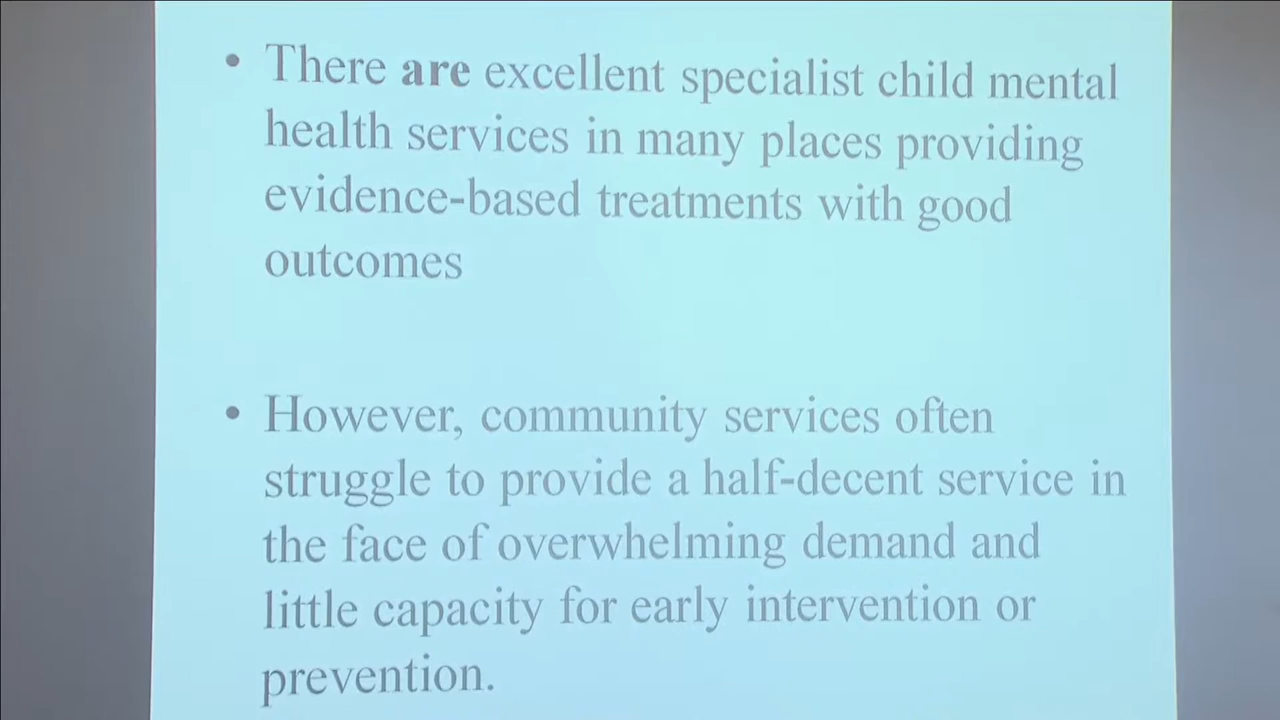 • There are excellent specialist child mental
health services in many places providing
evidence-based treatments with good
outcomes
• However, community services often
struggle to provide a half-decent service in
the face of overwhelming demand and
little capacity for early intervention or
prevention.